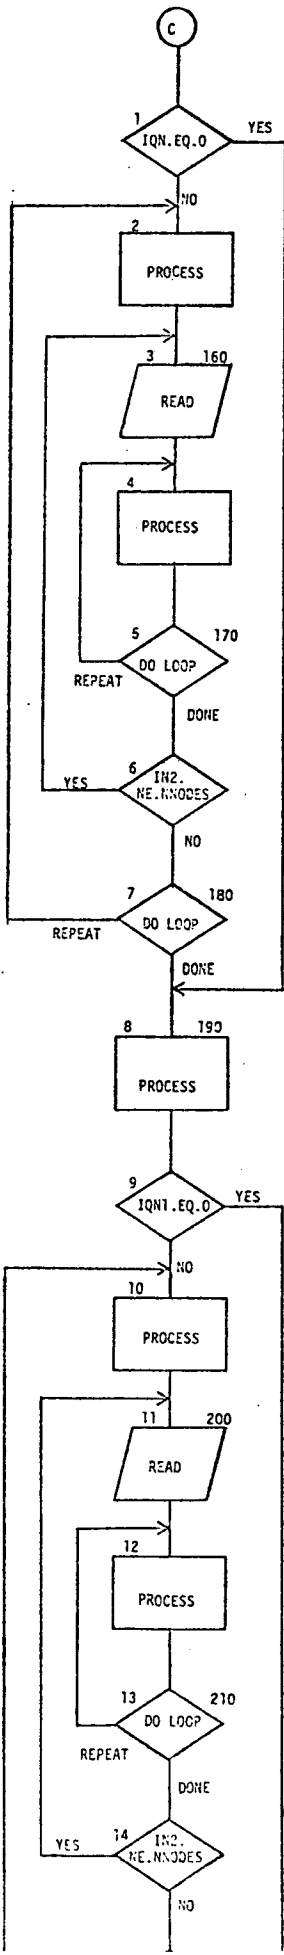 C
1
IQN.EQ.0
YES
NO
2
PROCESS
3 160
READ
4
PROCESS
5 170
DO LOOP
REPEAT
DONE
6
IN2.
NE.NNODES
YES
NO
7 180
DO LOOP
REPEAT
DONE
8 190
PROCESS
9
IQN1.EQ.0
YES
NO
10
PROCESS
11 200
READ
12
PROCESS
13 210
DO LOOP
REPEAT
DONE
14
IN2.
NE.NNODES
YES
NO